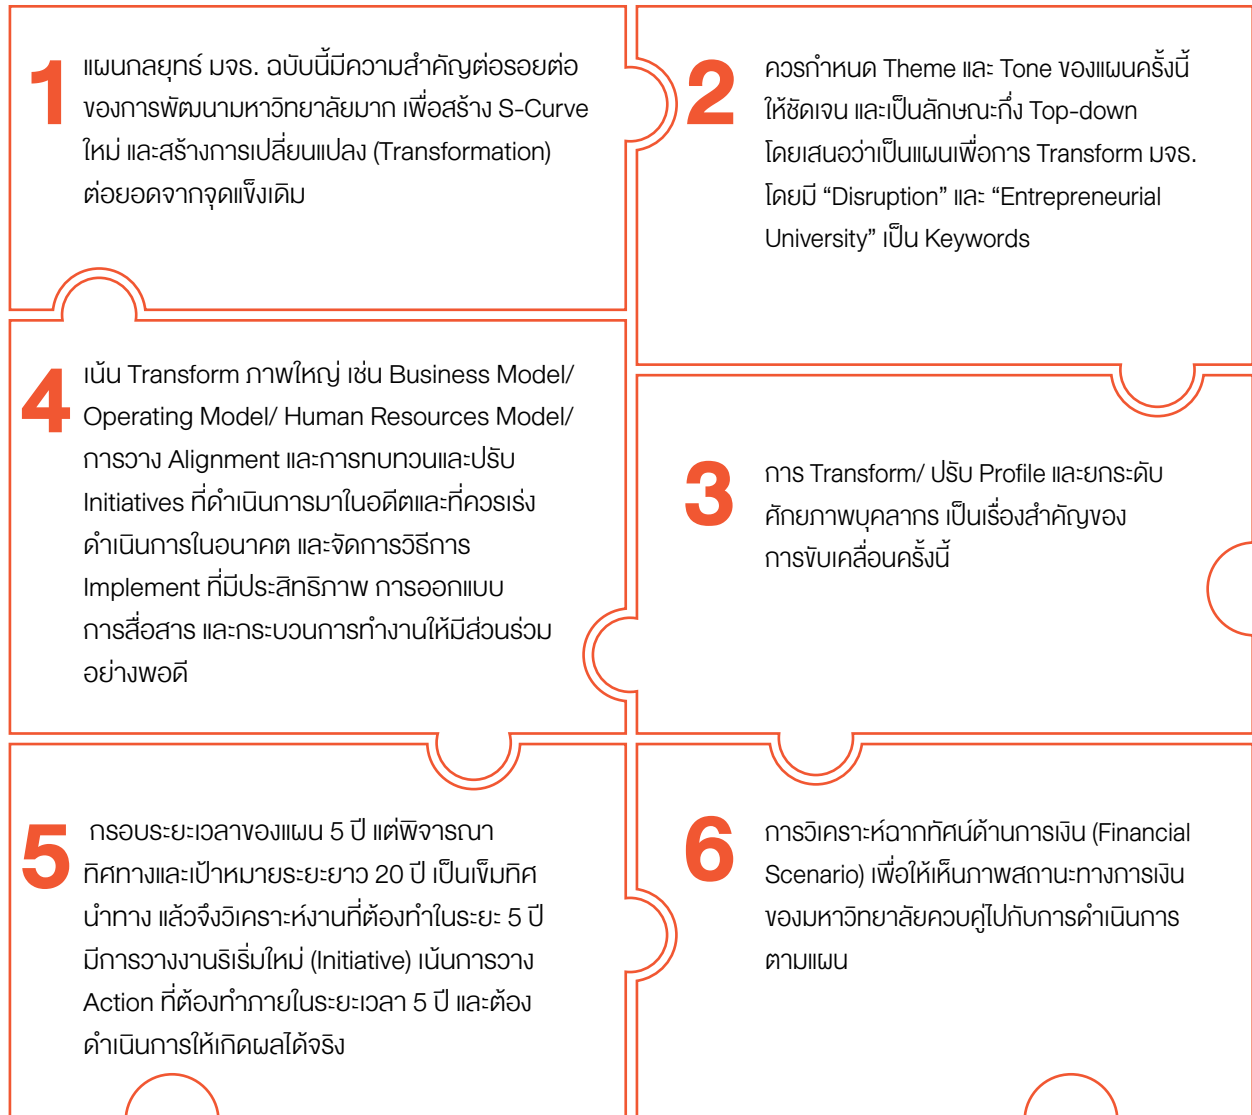 1
แผนกลยุทธ์ มจธ. ฉบับนี้มีความสำคัญต่อรอยต่อ
ของการพัฒนามหาวิทยาลัยมาก เพื่อสร้าง S-Curve
ใหม่ และสร้างการเปลี่ยนแปลง (Transformation)
ต่อยอดจากจุดแข็งเดิม
2
ควรกำหนด Theme และ Tone ของแผนครั้งนี้
ให้ชัดเจน และเป็นลักษณะกึ่ง Top-down
โดยเสนอว่าเป็นแผนเพื่อการ Transform มจธ.
โดยมี “Disruption” และ “Entrepreneurial
University” เป็น Keywords
3
การ Transform/ ปรับ Profile และยกระดับ
ศักยภาพบุคลากร เป็นเรื่องสำคัญของ
การขับเคลื่อนครั้งนี้
4
เน้น Transform ภาพใหญ่ เช่น Business Model/
Operating Model/ Human Resources Model/
การวาง Alignment และการทบทวนและปรับ
Initiatives ที่ดำเนินการมาในอดีตและที่ควรเร่ง
ดำเนินการในอนาคต และจัดการวิธีการ
Implement ที่มีประสิทธิภาพ การออกแบบ
การสื่อสาร และกระบวนการทำงานให้มีส่วนร่วม
อย่างพอดี
5
กรอบระยะเวลาของแผน 5 ปี แต่พิจารณา
ทิศทางและเป้าหมายระยะยาว 20 ปี เป็นเข็มทิศ
นำทาง แล้วจึงวิเคราะห์งานที่ต้องทำในระยะ 5 ปี
มีการวางงานริเริ่มใหม่ (Initiative) เน้นการวาง
Action ที่ต้องทำภายในระยะเวลา 5 ปี และต้อง
ดำเนินการให้เกิดผลได้จริง
6
การวิเคราะห์ฉากทัศน์ด้านการเงิน (Financial
Scenario) เพื่อให้เห็นภาพสถานะทางการเงิน
ของมหาวิทยาลัยควบคู่ไปกับการดำเนินการ
ตามแผน